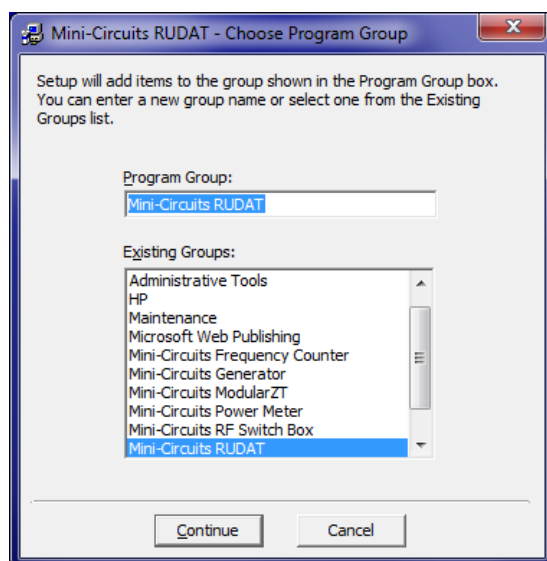 Mini-Circuits RUDAT - Choose Program Group
Setup will add items to the group shown in the Program Group box.
You can enter a new group name or select one from the Existing
Groups list.
Program Group:
Mini-Circuits RUDAT
Existing Groups:
Administrative Tools
HP
Maintenance
Microsoft Web Publishing
Mini-Circuits Frequency Counter
Mini-Circuits Generator
Mini-Circuits ModularZT
Mini-Circuits Power Meter
Mini-Circuits RF Switch Box
Mini-Circuits RUDAT
Continue
Cancel